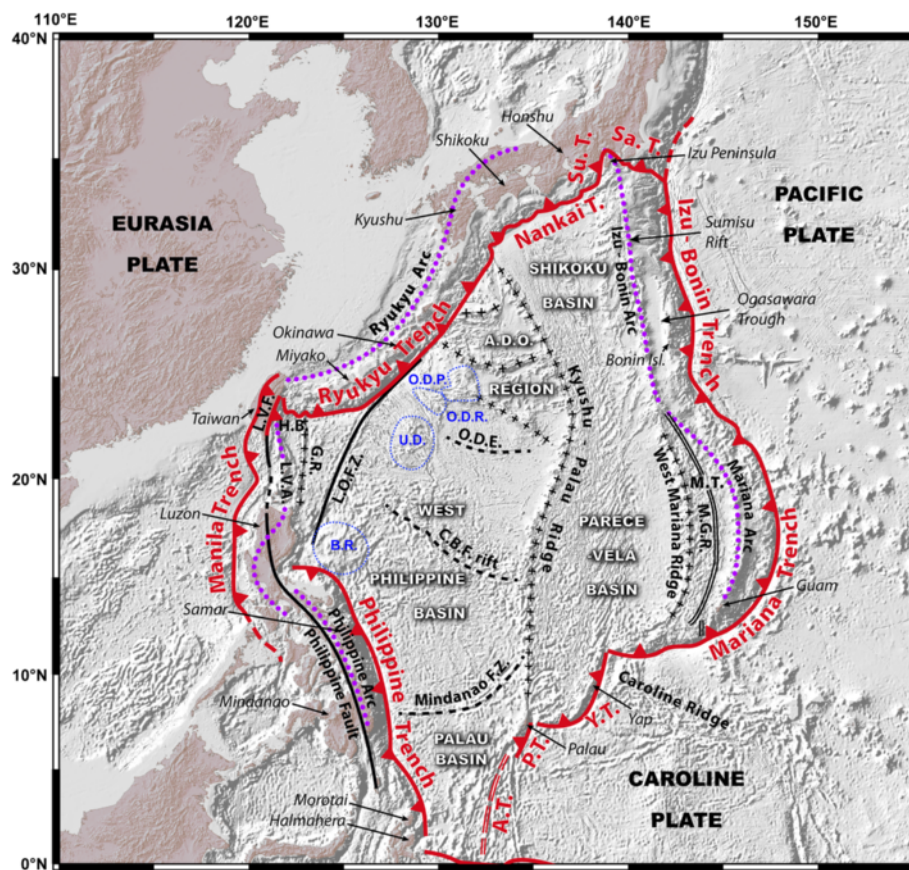 110°E 120°E 130°E 140°E 150°E
40°N
30°N
20°N
10°N
0°N
EURASIA
PLATE
PACIFIC
PLATE
CAROLINE
PLATE
Honshu
Shikoku
Kyushu
Su. T.
Sa. T.
Izu Peninsula
Nankai T.
Izu - Bonin Trench
Sumisu
Rift
Izu - Bonin Arc
SHIKOKU
BASIN
Ogasawara
Trough
Bonin Isl.
Ryukyu Arc
Okinawa
Miyako
Ryukyu Trench
Taiwan
A.D.O.
REGION
Kyushu - Palau Ridge
O.D.P.
O.D.R.
U.D.
O.D.E.
L.V.F.
H.B.
G.R.
L.V.A
L.O.F.Z.
Manila Trench
Luzon
B.R.
WEST
PHILIPPINE
BASIN
C.B.F. rift
PARECE
VELA
BASIN
West Mariana Ridge
M.T.
M.G.R
Mariana Arc
Mariana Trench
Guam
Samar
Philippine Arc
Philippine Fault
Philippine Trench
Mindanao
Mindanao F.Z.
PALAU
BASIN
Caroline Ridge
Yap
Y.T.
Palau
P.T.
A.T.
Morotai
Halmahera